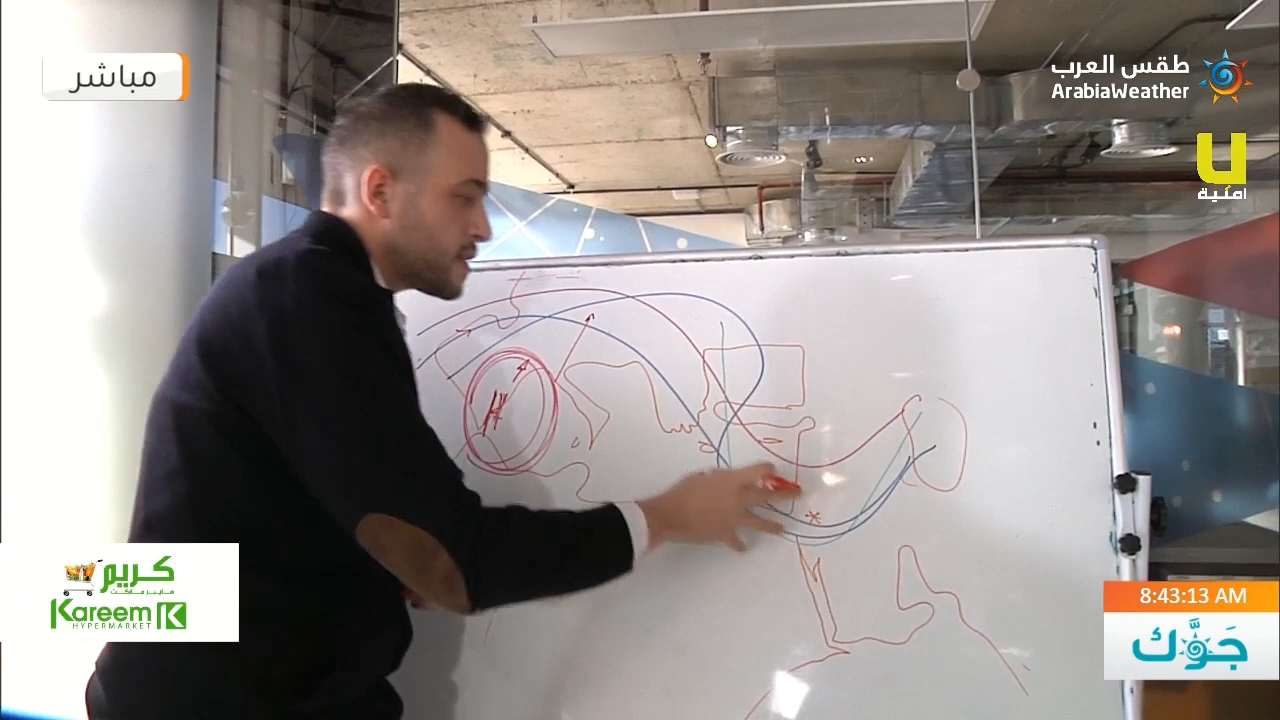 مباشر
طقس العرب
ArabiaWeather
امنية
كريم
هايبر ماركت
Kareem K
HYPERMARKET
8:43:13 AM
جَوَّك